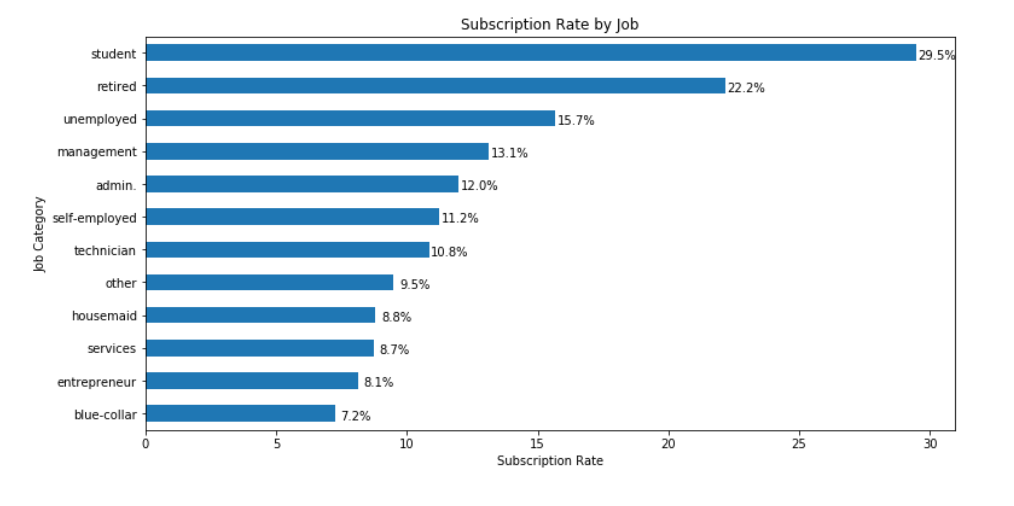 Subscription Rate by Job
student 29.5%
retired 22.2%
unemployed 15.7%
management 13.1%
admin. 12.0%
self-employed 11.2%
technician 10.8%
other 9.5%
housemaid 8.8%
services 8.7%
entrepreneur 8.1%
blue-collar 7.2%
Job Category
0 5 10 15 20 25 30
Subscription Rate